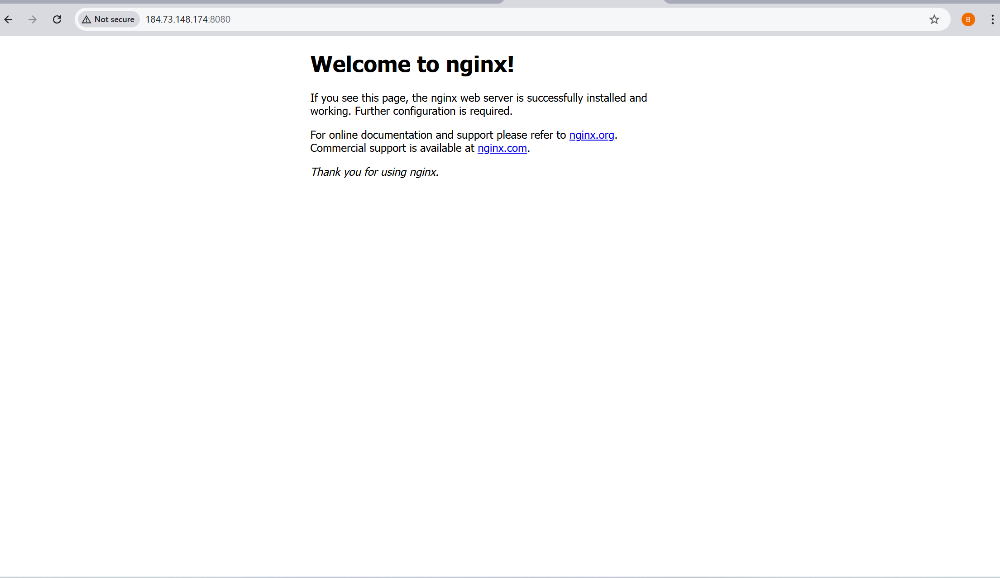 Not secure 184.73.148.174:8080 B
Welcome to nginx!
If you see this page, the nginx web server is successfully installed and
working. Further configuration is required.
For online documentation and support please refer to nginx.org.
Commercial support is available at nginx.com.
Thank you for using nginx.